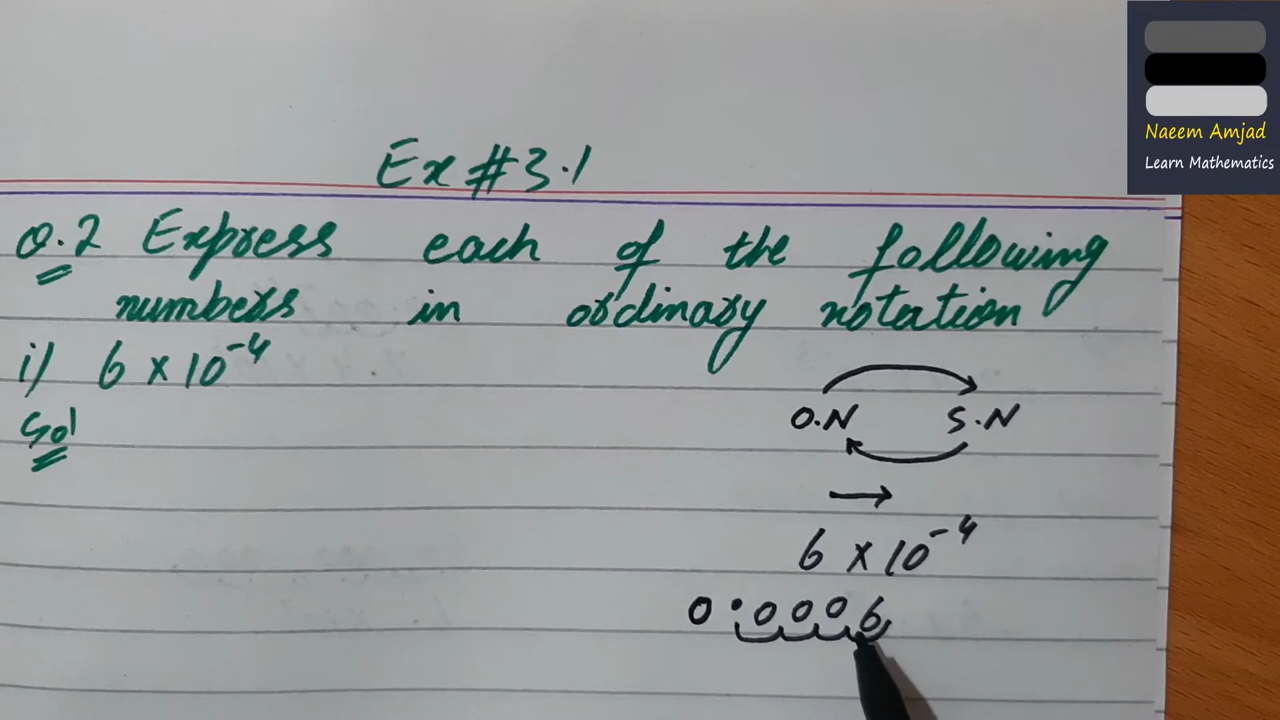 Naeem Amjad
Learn Mathematics
Ex # 3.1
Q.2 Express each of the following
numbers in ordinary notation
i) 6 × 10⁻⁴
Sol
O.N S.N
→
6 × 10⁻⁴
0.0006